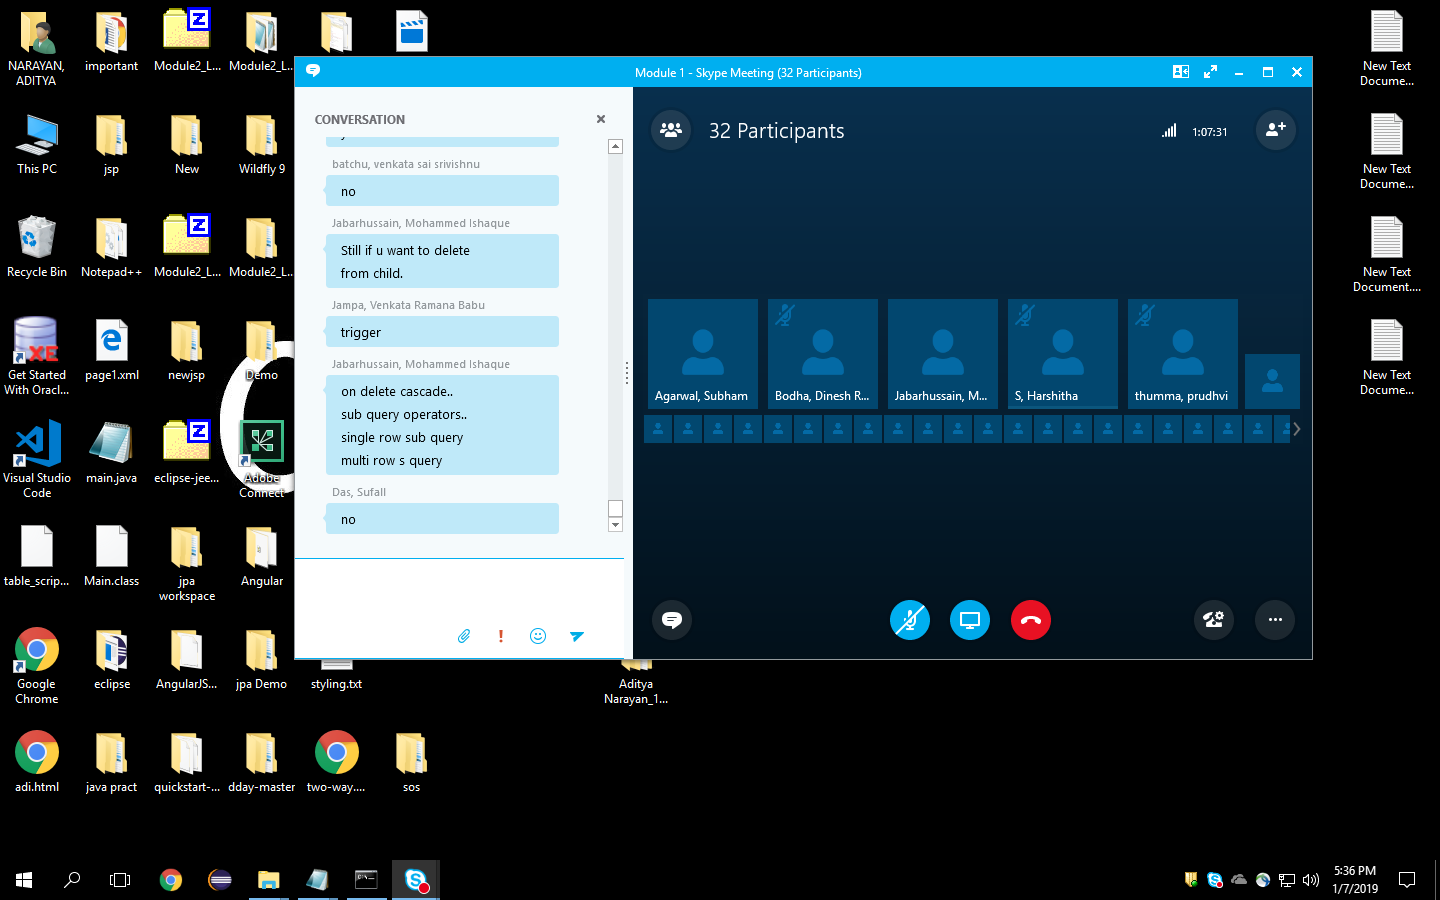 NARAYAN,
ADITYA
important
Module2_L...
Module2_L...
This PC
jsp
New
Wildfly 9
Recycle Bin
Notepad++
Module2_L...
Module2_L...
Get Started
With Oracl...
page1.xml
newjsp
Demo
Visual Studio
Code
main.java
eclipse-jee...
Adobe
Connect
table_scrip...
Main.class
jpa
workspace
Angular
Google
Chrome
eclipse
AngularJS...
jpa Demo
styling.txt
Aditya
Narayan_1...
adi.html
java pract
quickstart-...
dday-master
two-way....
sos
Module 1 - Skype Meeting (32 Participants)
CONVERSATION
batchu, venkata sai srivishnu
no
Jabarhussain, Mohammed Ishaque
Still if u want to delete
from child.
Jampa, Venkata Ramana Babu
trigger
Jabarhussain, Mohammed Ishaque
on delete cascade..
sub query operators..
single row sub query
multi row s query
Das, Sufall
no
32 Participants
1:07:31
Agarwal, Subham
Bodha, Dinesh R...
Jabarhussain, M...
S, Harshitha
thumma, prudhvi
New Text
Docume...
New Text
Docume...
New Text
Document....
New Text
Docume...
5:36 PM
1/7/2019